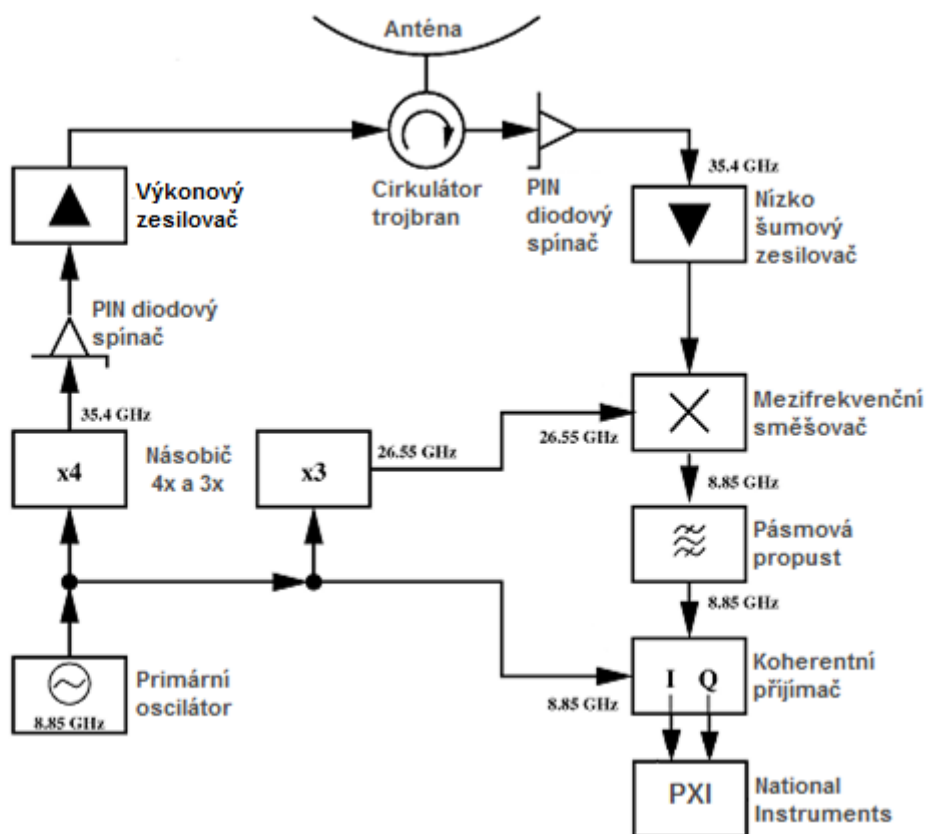 Anténa
Cirkulátor
trojbran
PIN
diodový
spínač
35.4 GHz
Nízko
šumový
zesilovač
Výkonový
zesilovač
PIN diodový
spínač
35.4 GHz
x4
Násobič
4x a 3x
x3
26.55 GHz
26.55 GHz
Mezifrekvenční
směšovač
8.85 GHz
Pásmová
propust
8.85 GHz
Primární
oscilátor
8.85 GHz
8.85 GHz
I Q
Koherentní
příjímač
PXI
National
Instruments